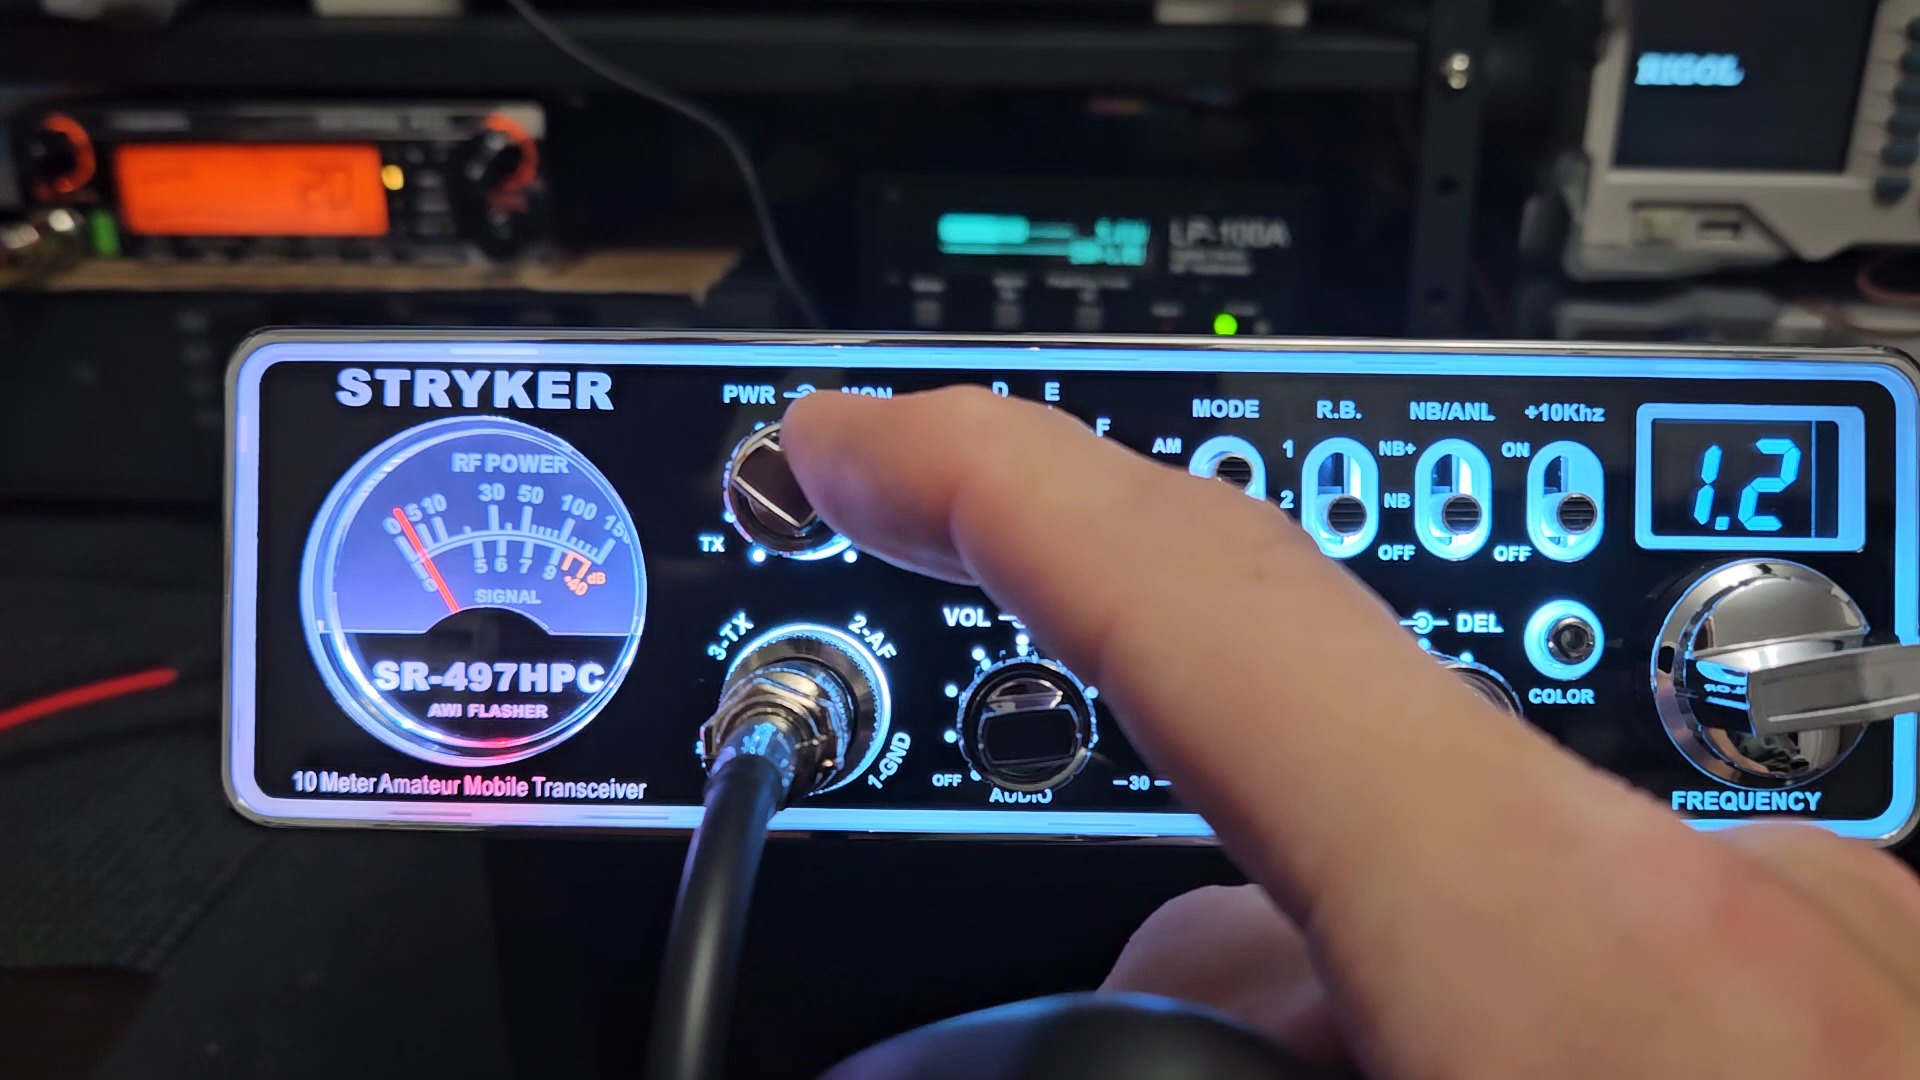 RIGOL
LP-100A
20
STRYKER
PWR
MON
D
E
F
MODE
AM
R.B.
1
2
NB/ANL
NB+
NB
OFF
+10Khz
ON
OFF
1.2
RF POWER
0 5 10 30 50 100 150
5 6 7 9 +40 dB
SIGNAL
SR-497HPC
AWI FLASHER
10 Meter Amateur Mobile Transceiver
TX
3-TX
2-AF
1-GND
VOL
OFF
AUDIO
30
DEL
COLOR
FREQUENCY